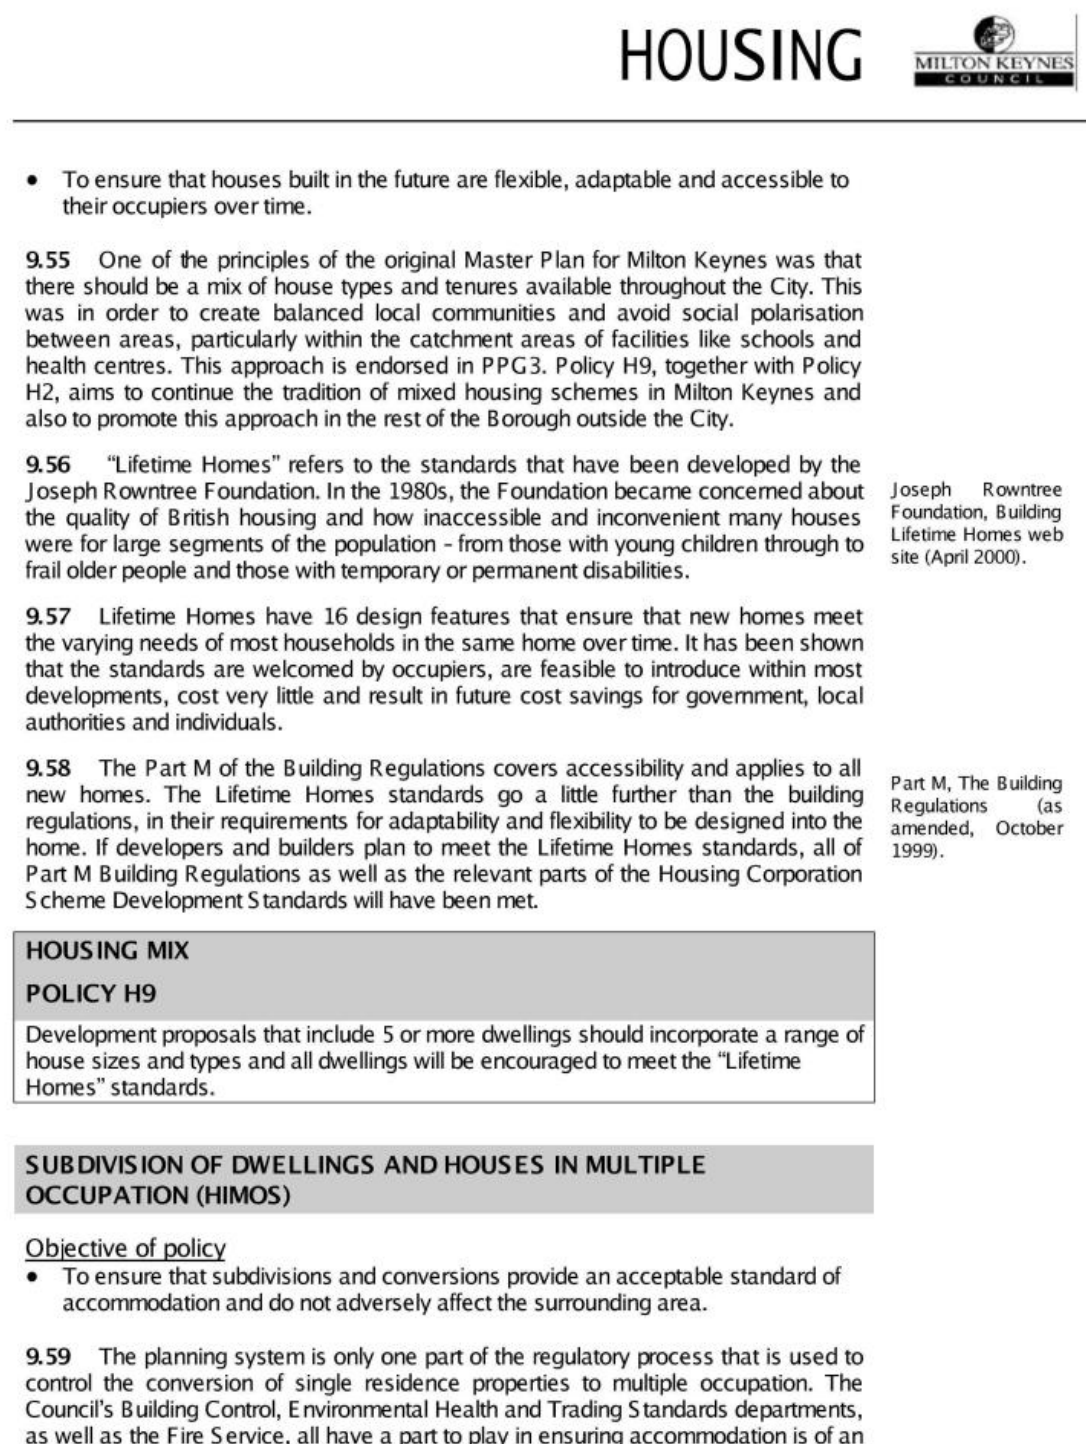 HOUSING
MILTON KEYNES
COUNCIL
• To ensure that houses built in the future are flexible, adaptable and accessible to
their occupiers over time.
9.55 One of the principles of the original Master Plan for Milton Keynes was that
there should be a mix of house types and tenures available throughout the City. This
was in order to create balanced local communities and avoid social polarisation
between areas, particularly within the catchment areas of facilities like schools and
health centres. This approach is endorsed in PPG3. Policy H9, together with Policy
H2, aims to continue the tradition of mixed housing schemes in Milton Keynes and
also to promote this approach in the rest of the Borough outside the City.
9.56 “Lifetime Homes” refers to the standards that have been developed by the
Joseph Rowntree Foundation. In the 1980s, the Foundation became concerned about
the quality of British housing and how inaccessible and inconvenient many houses
were for large segments of the population – from those with young children through to
frail older people and those with temporary or permanent disabilities.
Joseph Rowntree
Foundation, Building
Lifetime Homes web
site (April 2000).
9.57 Lifetime Homes have 16 design features that ensure that new homes meet
the varying needs of most households in the same home over time. It has been shown
that the standards are welcomed by occupiers, are feasible to introduce within most
developments, cost very little and result in future cost savings for government, local
authorities and individuals.
9.58 The Part M of the Building Regulations covers accessibility and applies to all
new homes. The Lifetime Homes standards go a little further than the building
regulations, in their requirements for adaptability and flexibility to be designed into the
home. If developers and builders plan to meet the Lifetime Homes standards, all of
Part M Building Regulations as well as the relevant parts of the Housing Corporation
Scheme Development Standards will have been met.
Part M, The Building
Regulations (as
amended, October
1999).
HOUSING MIX
POLICY H9
Development proposals that include 5 or more dwellings should incorporate a range of
house sizes and types and all dwellings will be encouraged to meet the “Lifetime
Homes” standards.
SUBDIVISION OF DWELLINGS AND HOUSES IN MULTIPLE
OCCUPATION (HIMOS)
Objective of policy
• To ensure that subdivisions and conversions provide an acceptable standard of
accommodation and do not adversely affect the surrounding area.
9.59 The planning system is only one part of the regulatory process that is used to
control the conversion of single residence properties to multiple occupation. The
Council’s Building Control, Environmental Health and Trading Standards departments,
as well as the Fire Service, all have a part to play in ensuring accommodation is of an